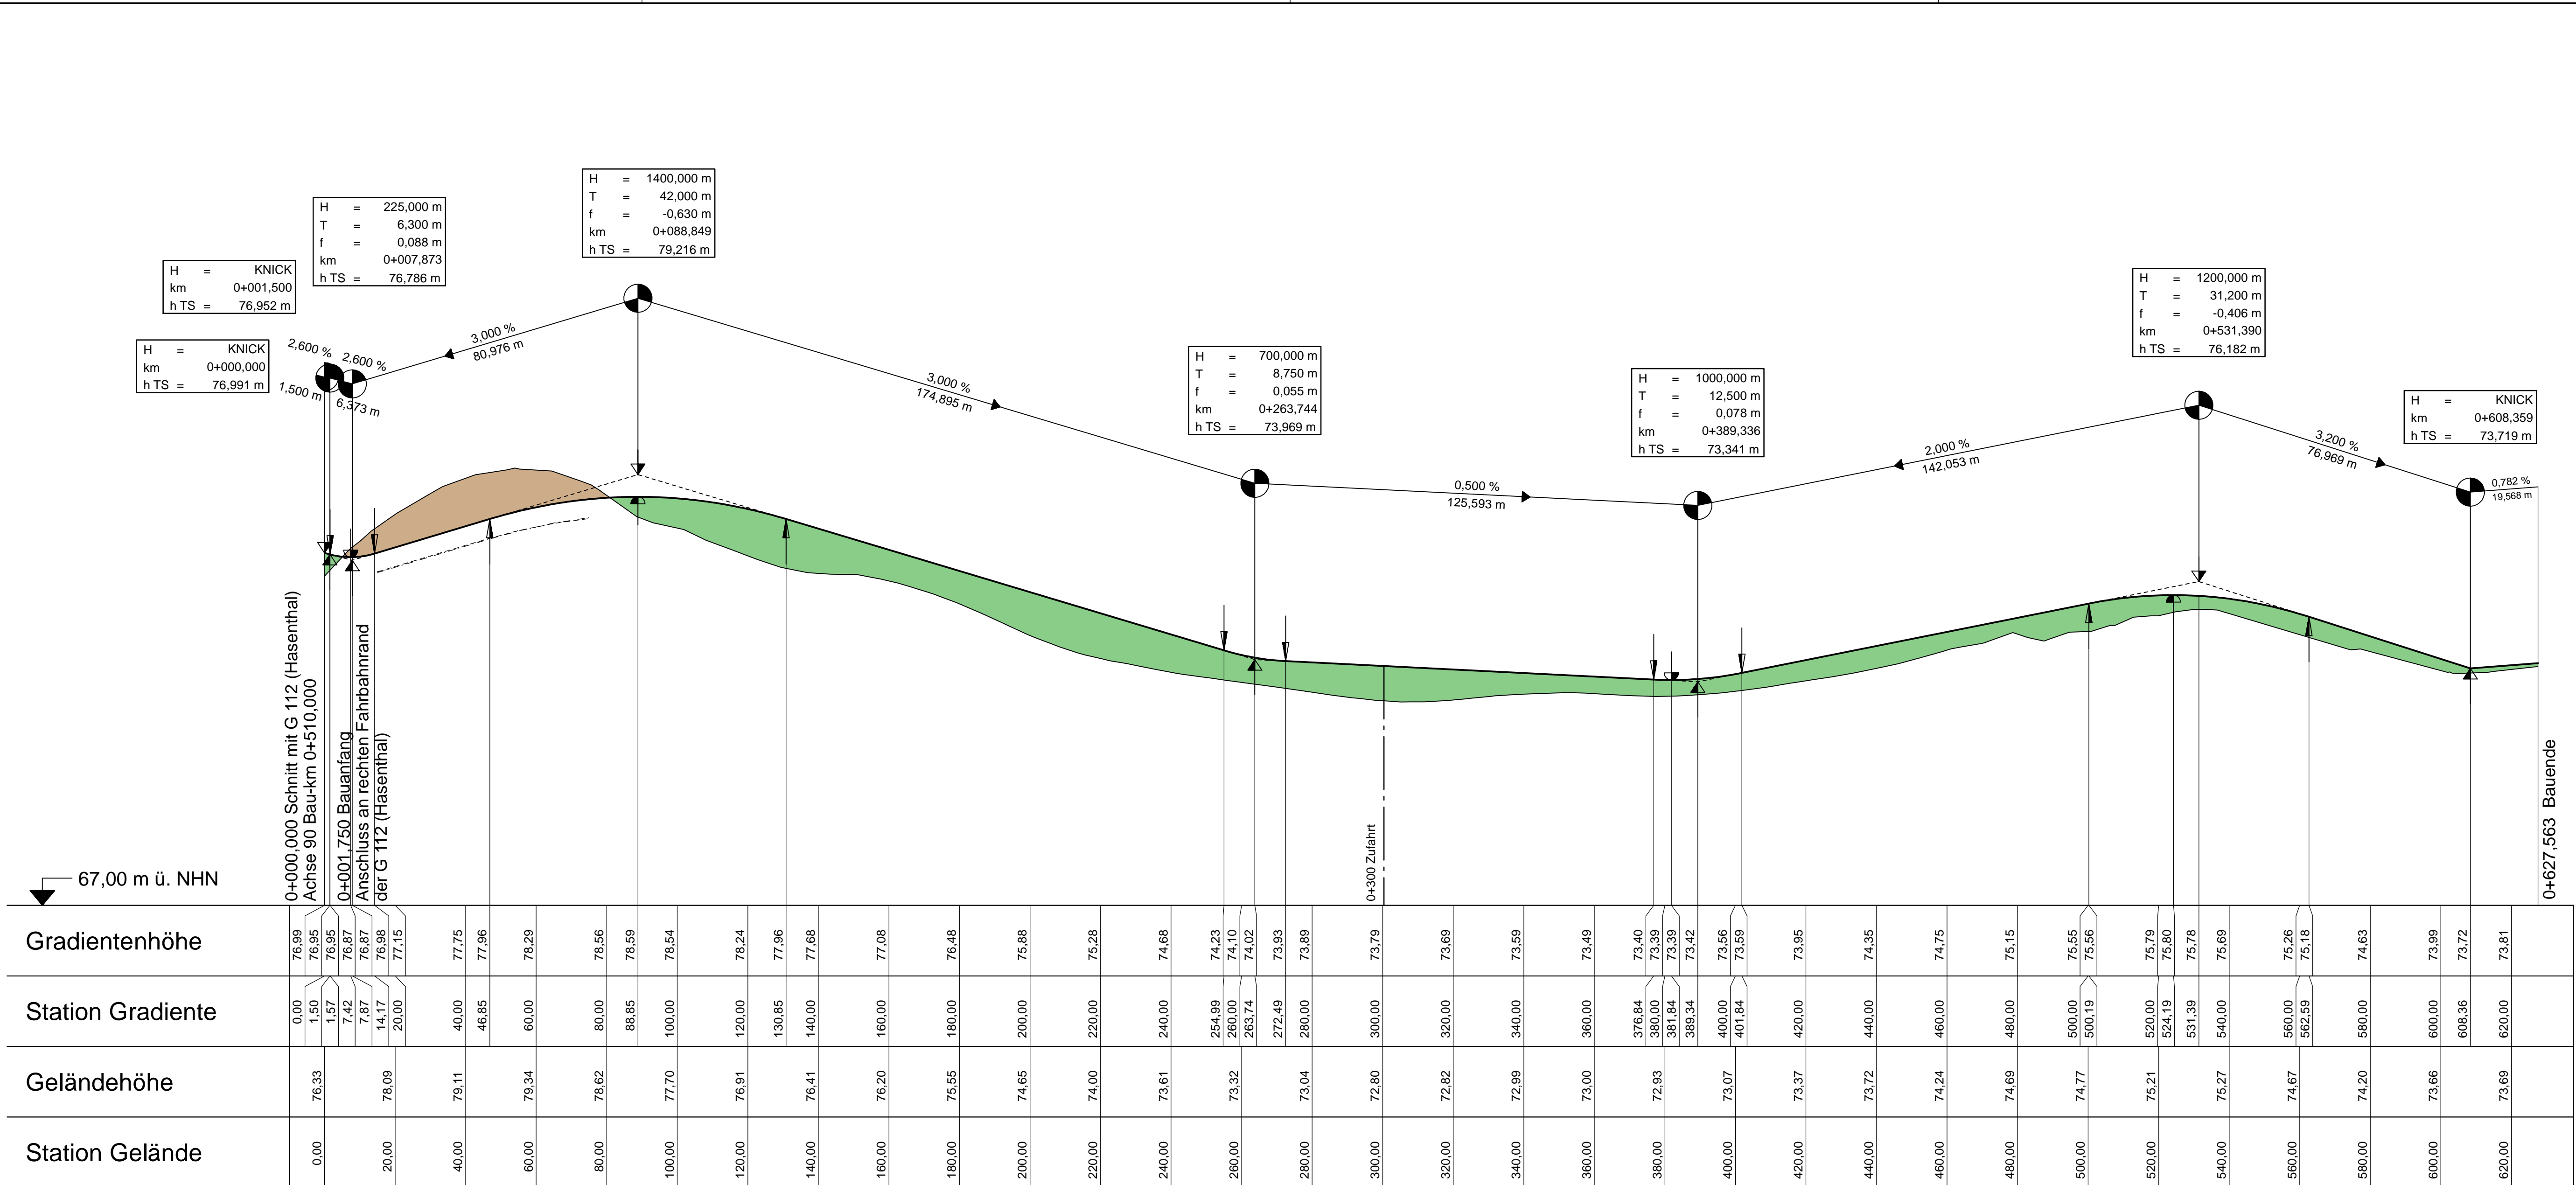 H = 1400,000 m
T = 42,000 m
f = -0,630 m
km 0+088,849
h TS = 79,216 m
H = 225,000 m
T = 6,300 m
f = 0,088 m
km 0+007,873
h TS = 76,786 m
H = KNICK
km 0+001,500
h TS = 76,952 m
H = KNICK
km 0+000,000
h TS = 76,991 m
H = 700,000 m
T = 8,750 m
f = 0,055 m
km 0+263,744
h TS = 73,969 m
H = 1000,000 m
T = 12,500 m
f = 0,078 m
km 0+389,336
h TS = 73,341 m
H = 1200,000 m
T = 31,200 m
f = -0,406 m
km 0+531,390
h TS = 76,182 m
H = KNICK
km 0+608,359
h TS = 73,719 m
2,600 %
1,500 m
2,600 %
6,373 m
3,000 %
80,976 m
3,000 %
174,895 m
0,500 %
125,593 m
2,000 %
142,053 m
3,200 %
76,969 m
0,782 %
19,568 m
0+000,000 Schnitt mit G 112 (Hasenthal)
Achse 90 Bau-km 0+510,000
0+001,750 Bauanfang
Anschluss an rechten Fahrbahnrand
der G 112 (Hasenthal)
0+300 Zufahrt
0+627,563 Bauende
67,00 m ü. NHN
Gradientenhöhe 76,99 76,95 76,95 76,87 76,87 76,98 77,15 77,75 77,96 78,29 78,56 78,59 78,54 78,24 77,96 77,68 77,08 76,48 75,88 75,28 74,68 74,23 74,10 74,02 73,93 73,89 73,79 73,69 73,59 73,49 73,40 73,39 73,39 73,42 73,56 73,59 73,95 74,35 74,75 75,15 75,55 75,56 75,79 75,80 75,78 75,69 75,26 75,18 74,63 73,99 73,72 73,81
Station Gradiente 0,00 1,50 1,57 7,42 7,87 14,17 20,00 40,00 46,85 60,00 80,00 88,85 100,00 120,00 130,85 140,00 160,00 180,00 200,00 220,00 240,00 254,99 260,00 263,74 272,49 280,00 300,00 320,00 340,00 360,00 376,84 380,00 381,84 389,34 400,00 401,84 420,00 440,00 460,00 480,00 500,00 500,19 520,00 524,19 531,39 540,00 560,00 562,59 580,00 600,00 608,36 620,00
Geländehöhe 76,33 78,09 79,11 79,34 78,62 77,70 76,91 76,41 76,20 75,55 74,65 74,00 73,61 73,32 73,04 72,80 72,82 72,99 73,00 72,93 73,07 73,37 73,72 74,24 74,69 74,77 75,21 75,27 74,67 74,20 73,66 73,69
Station Gelände 0,00 20,00 40,00 60,00 80,00 100,00 120,00 140,00 160,00 180,00 200,00 220,00 240,00 260,00 280,00 300,00 320,00 340,00 360,00 380,00 400,00 420,00 440,00 460,00 480,00 500,00 520,00 540,00 560,00 580,00 600,00 620,00